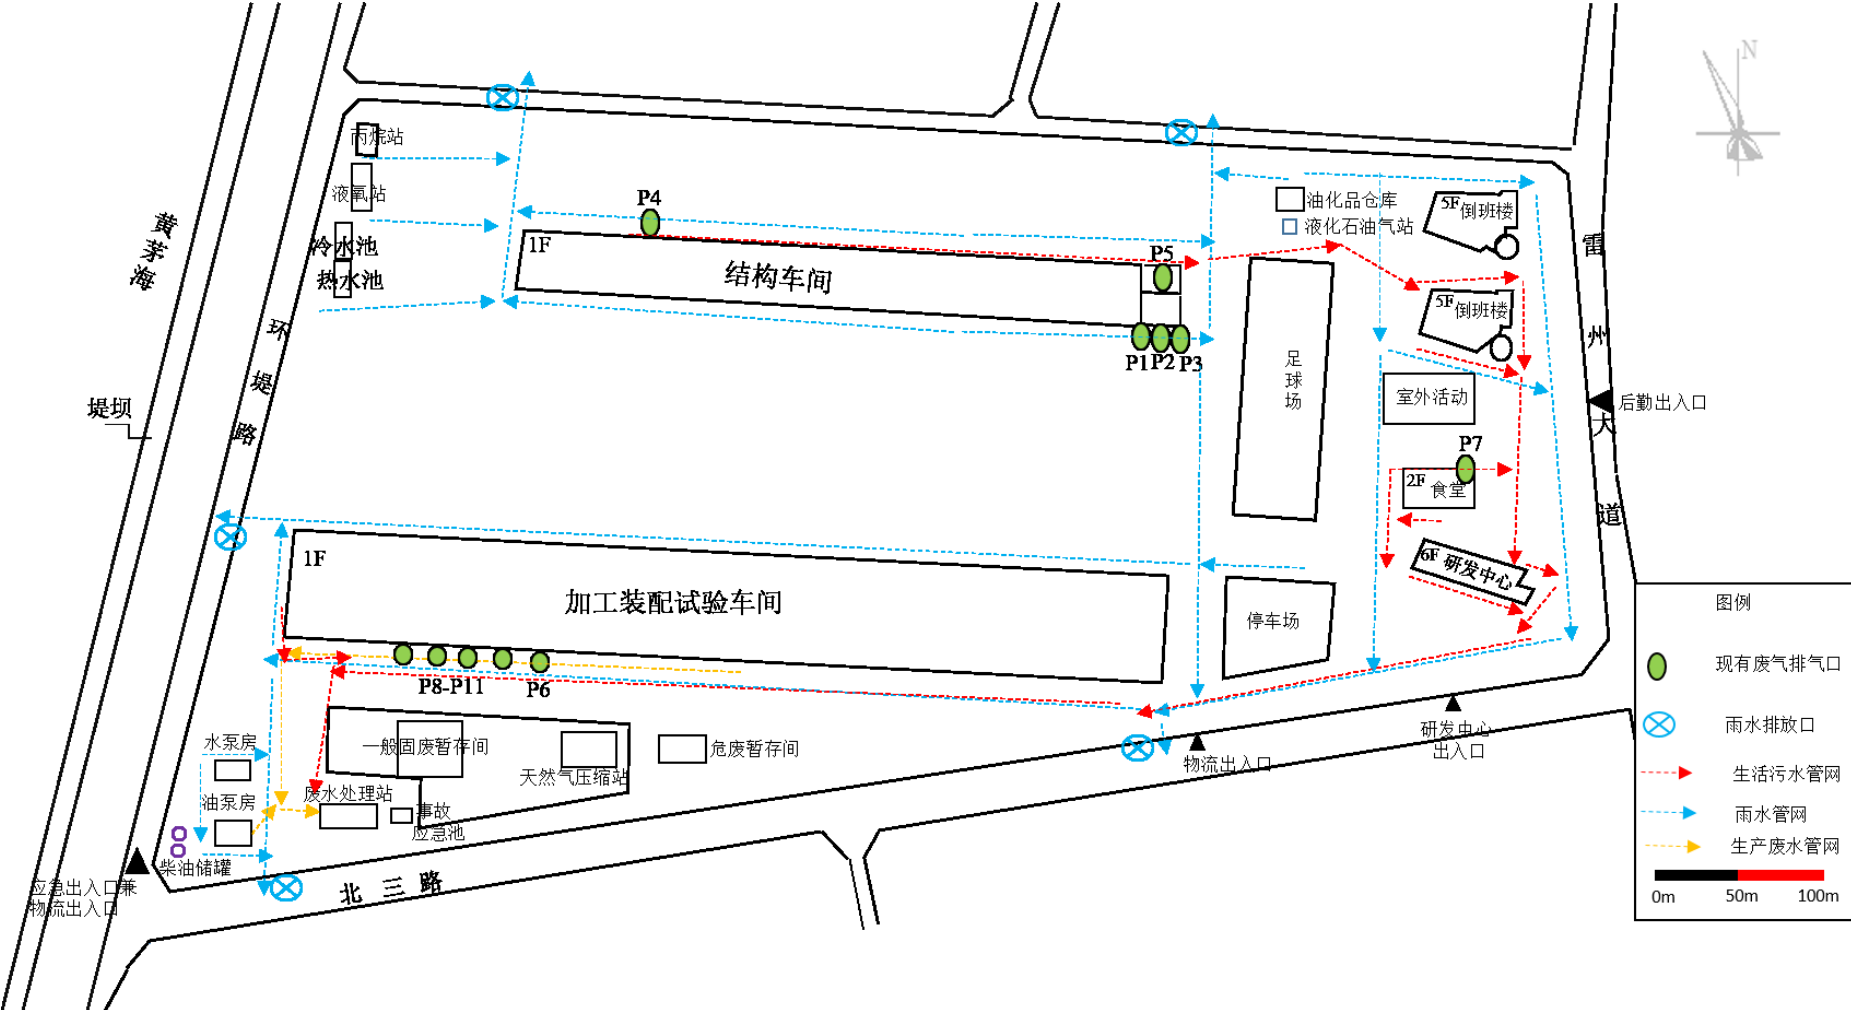 N
丙烷站
液氧站
冷水池
热水池
黄茅海
环堤路
堤坝
P4
1F
结构车间
P5
P1
P2
P3
油化品仓库
液化石油气站
5F
倒班楼
5F
倒班楼
足球场
室外活动
P7
2F
食堂
6F
研发中心
雷州大道
后勤出入口
1F
加工装配试验车间
停车场
P8-P11
P6
水泵房
油泵房
柴油储罐
一般固废暂存间
天然气压缩站
危废暂存间
废水处理站
事故
应急池
应急出入口兼
物流出入口
北三路
物流出入口
研发中心
出入口
图例
现有废气排气口
雨水排放口
生活污水管网
雨水管网
生产废水管网
0m
50m
100m